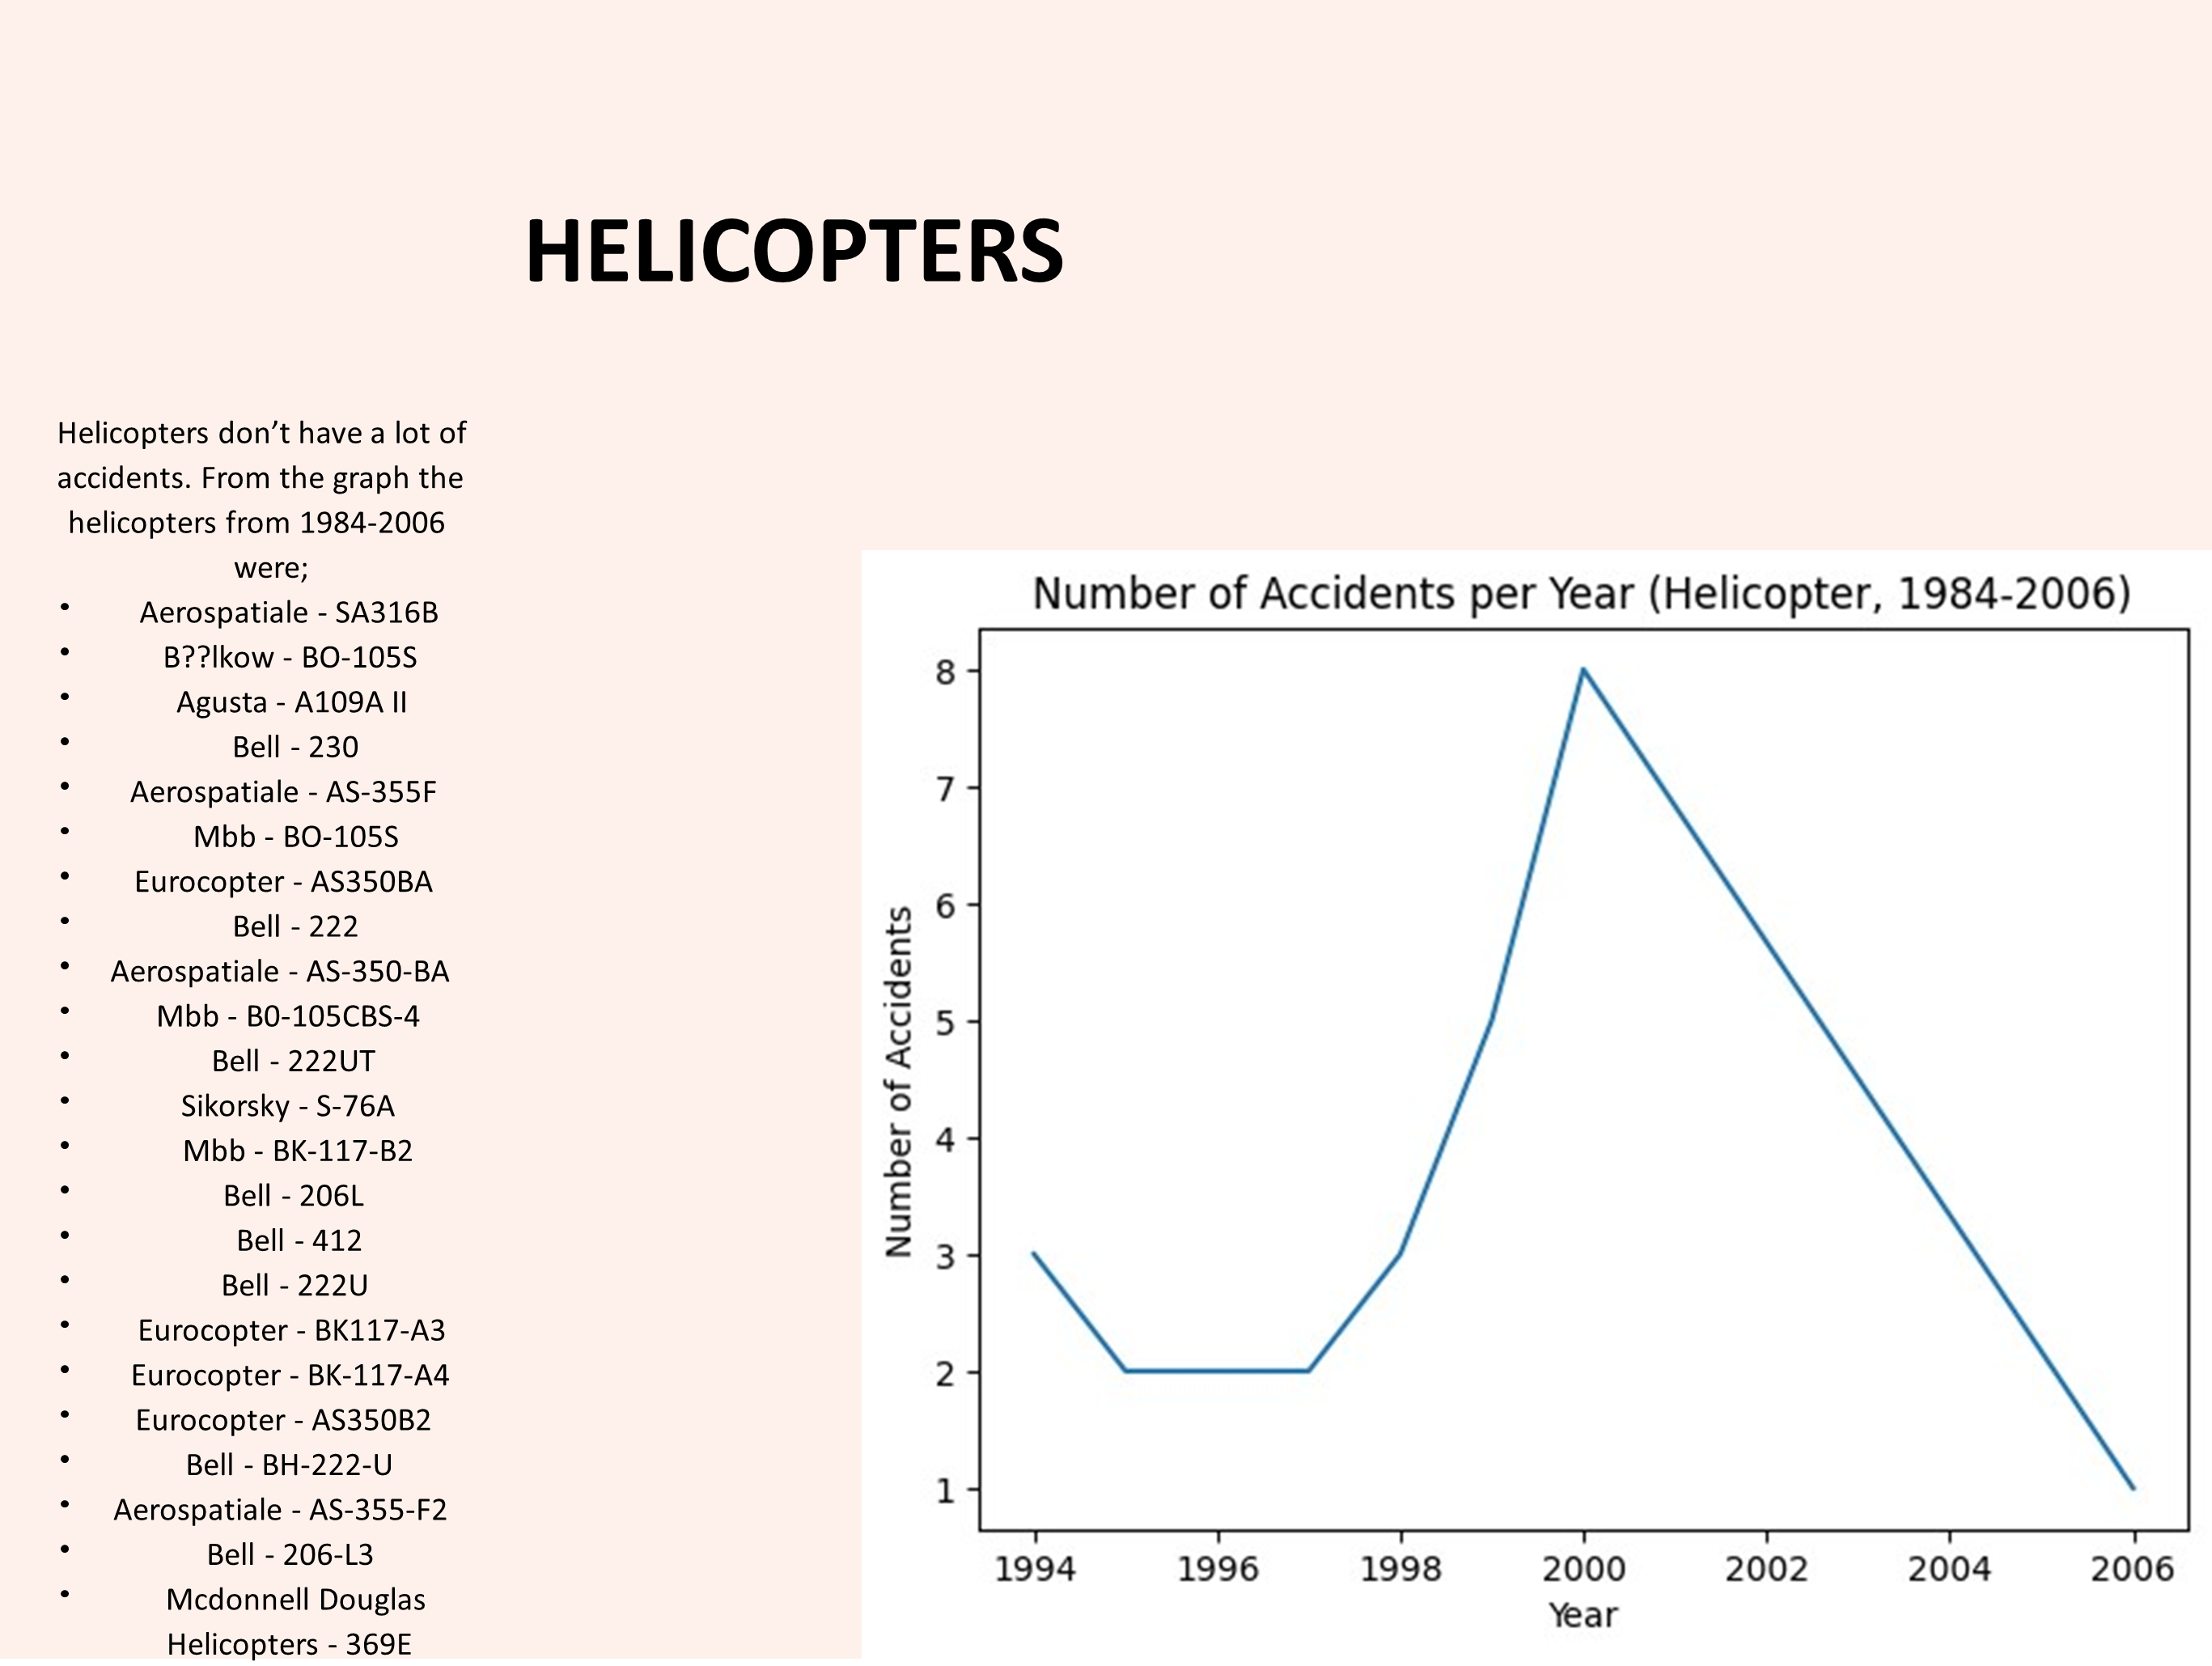 HELICOPTERS
Helicopters don’t have a lot of
accidents. From the graph the
helicopters from 1984-2006
were;
• Aerospatiale - SA316B
• B??lkow - BO-105S
• Agusta - A109A II
• Bell - 230
• Aerospatiale - AS-355F
• Mbb - BO-105S
• Eurocopter - AS350BA
• Bell - 222
• Aerospatiale - AS-350-BA
• Mbb - B0-105CBS-4
• Bell - 222UT
• Sikorsky - S-76A
• Mbb - BK-117-B2
• Bell - 206L
• Bell - 412
• Bell - 222U
• Eurocopter - BK117-A3
• Eurocopter - BK-117-A4
• Eurocopter - AS350B2
• Bell - BH-222-U
• Aerospatiale - AS-355-F2
• Bell - 206-L3
• Mcdonnell Douglas
Helicopters - 369E
Number of Accidents per Year (Helicopter, 1984-2006)
Number of Accidents
8
7
6
5
4
3
2
1
1994 1996 1998 2000 2002 2004 2006
Year